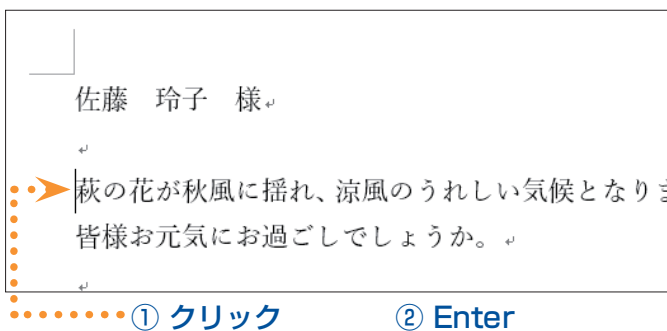 佐藤　玲子　様↵
↵
萩の花が秋風に揺れ、涼風のうれしい気候となりま
皆様お元気にお過ごしでしょうか。↵
↵
① クリック　② Enter